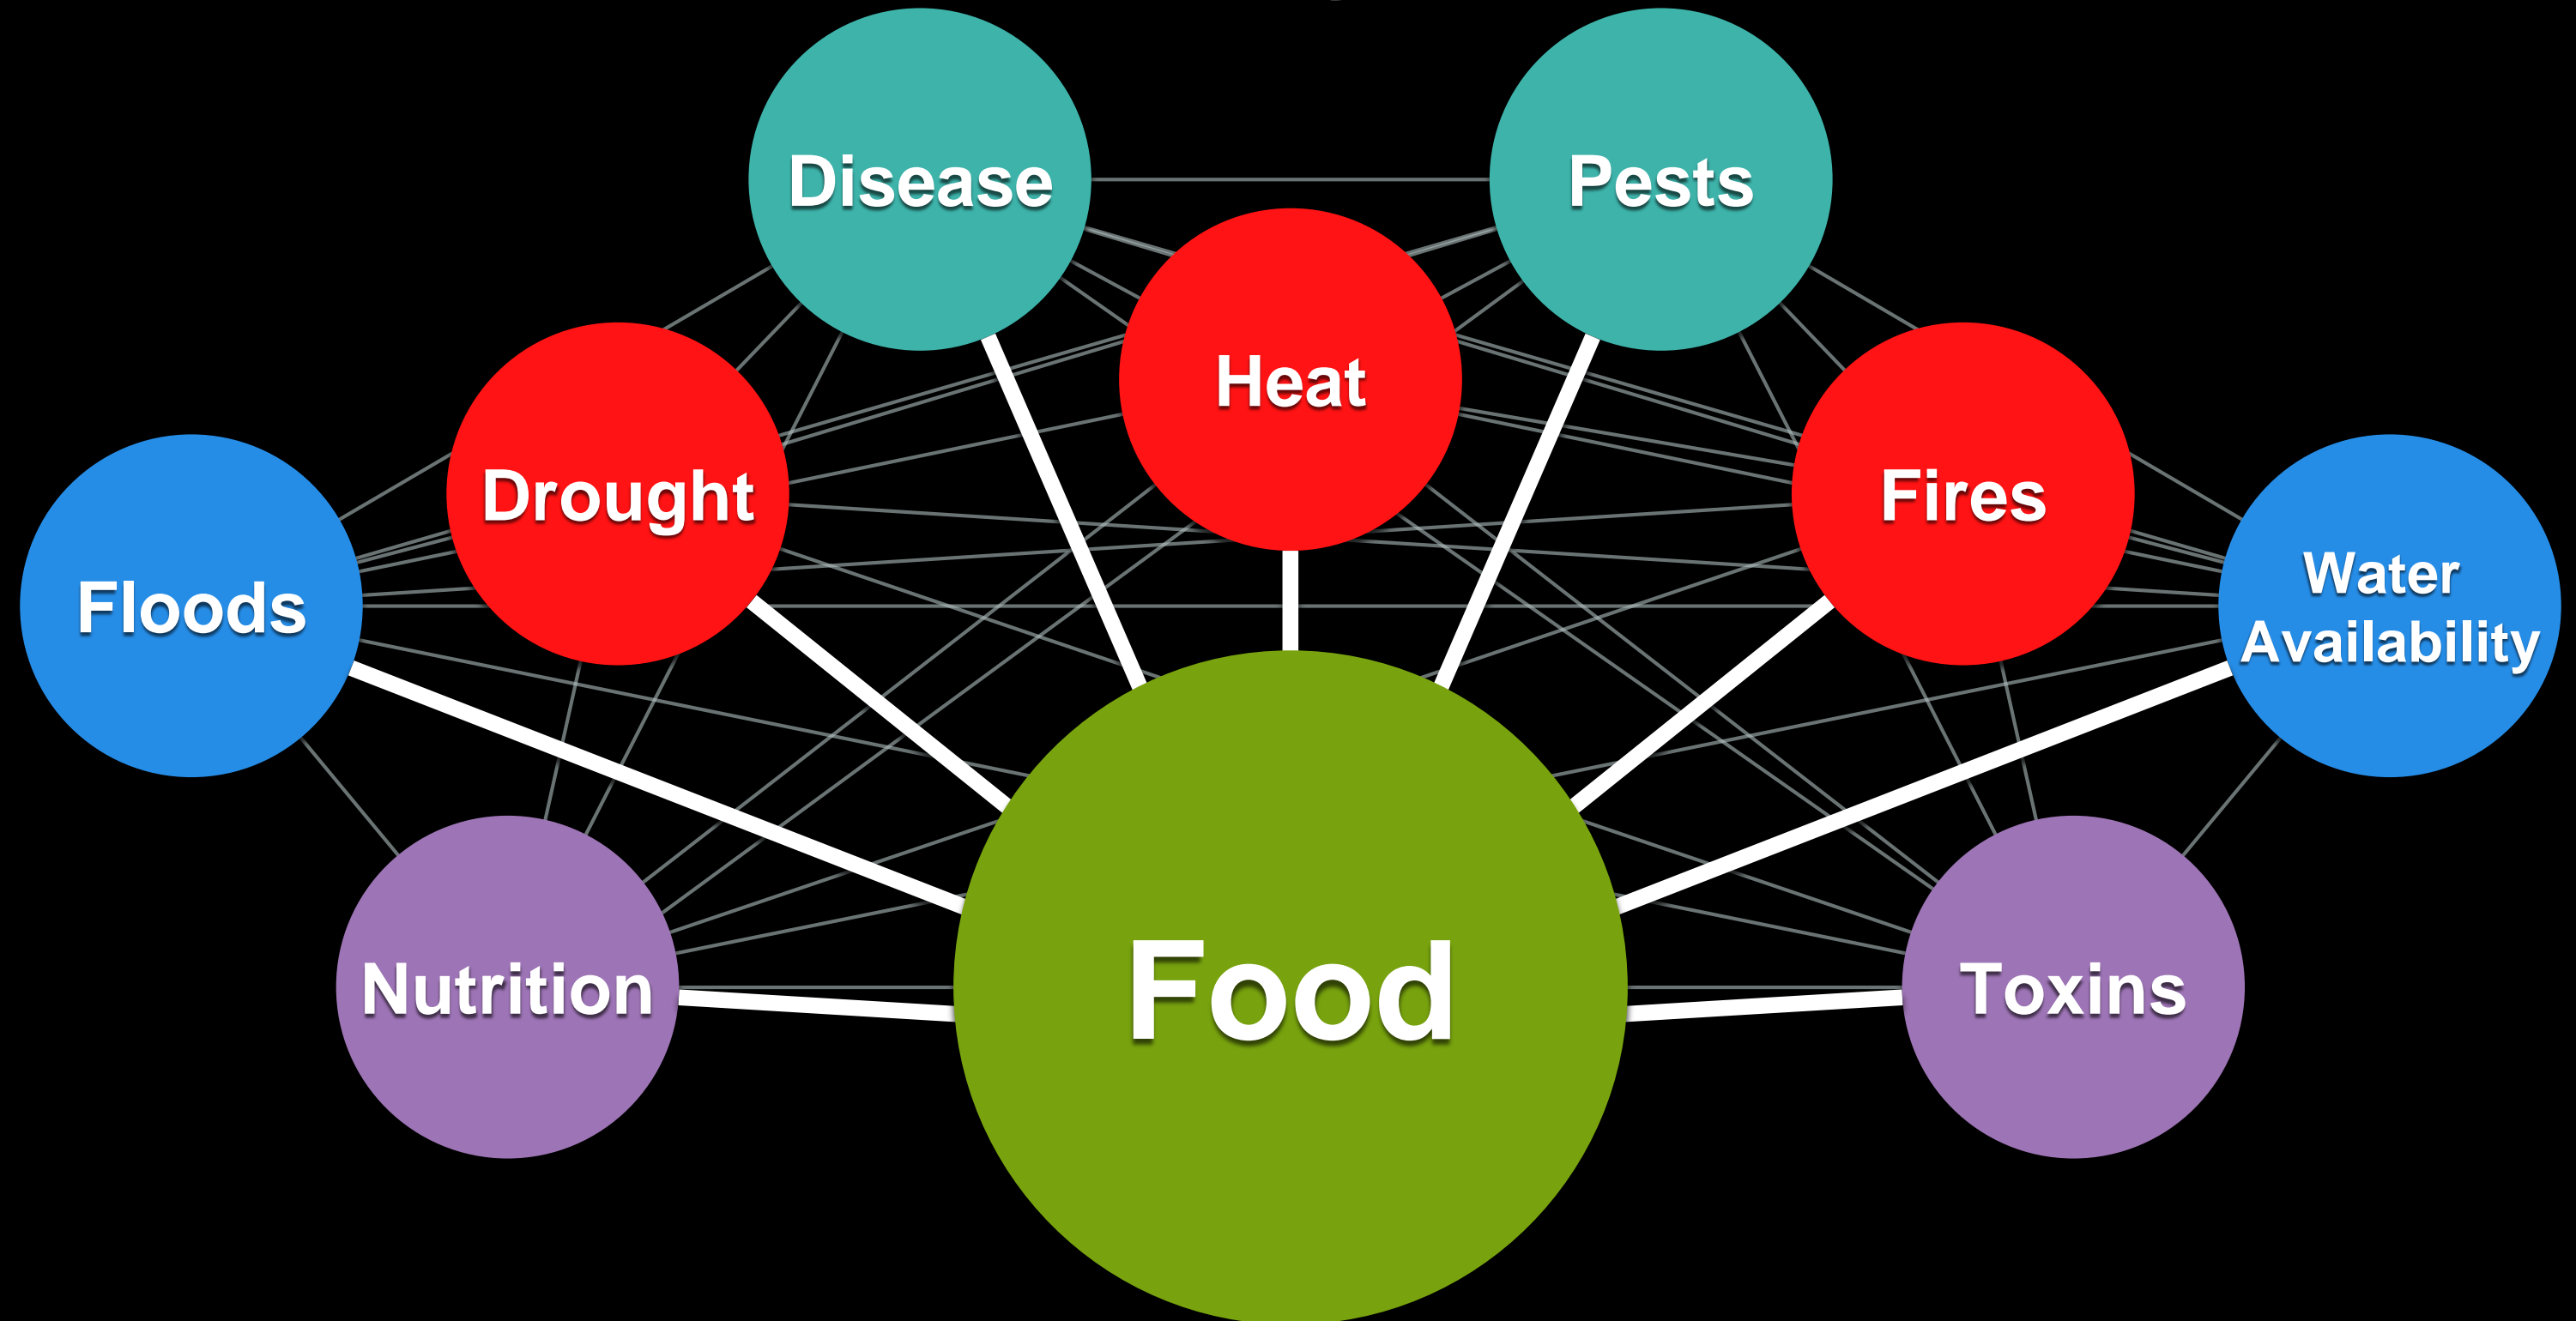 Disease
Pests
Heat
Drought
Fires
Floods
Water
Availability
Nutrition
Food
Toxins